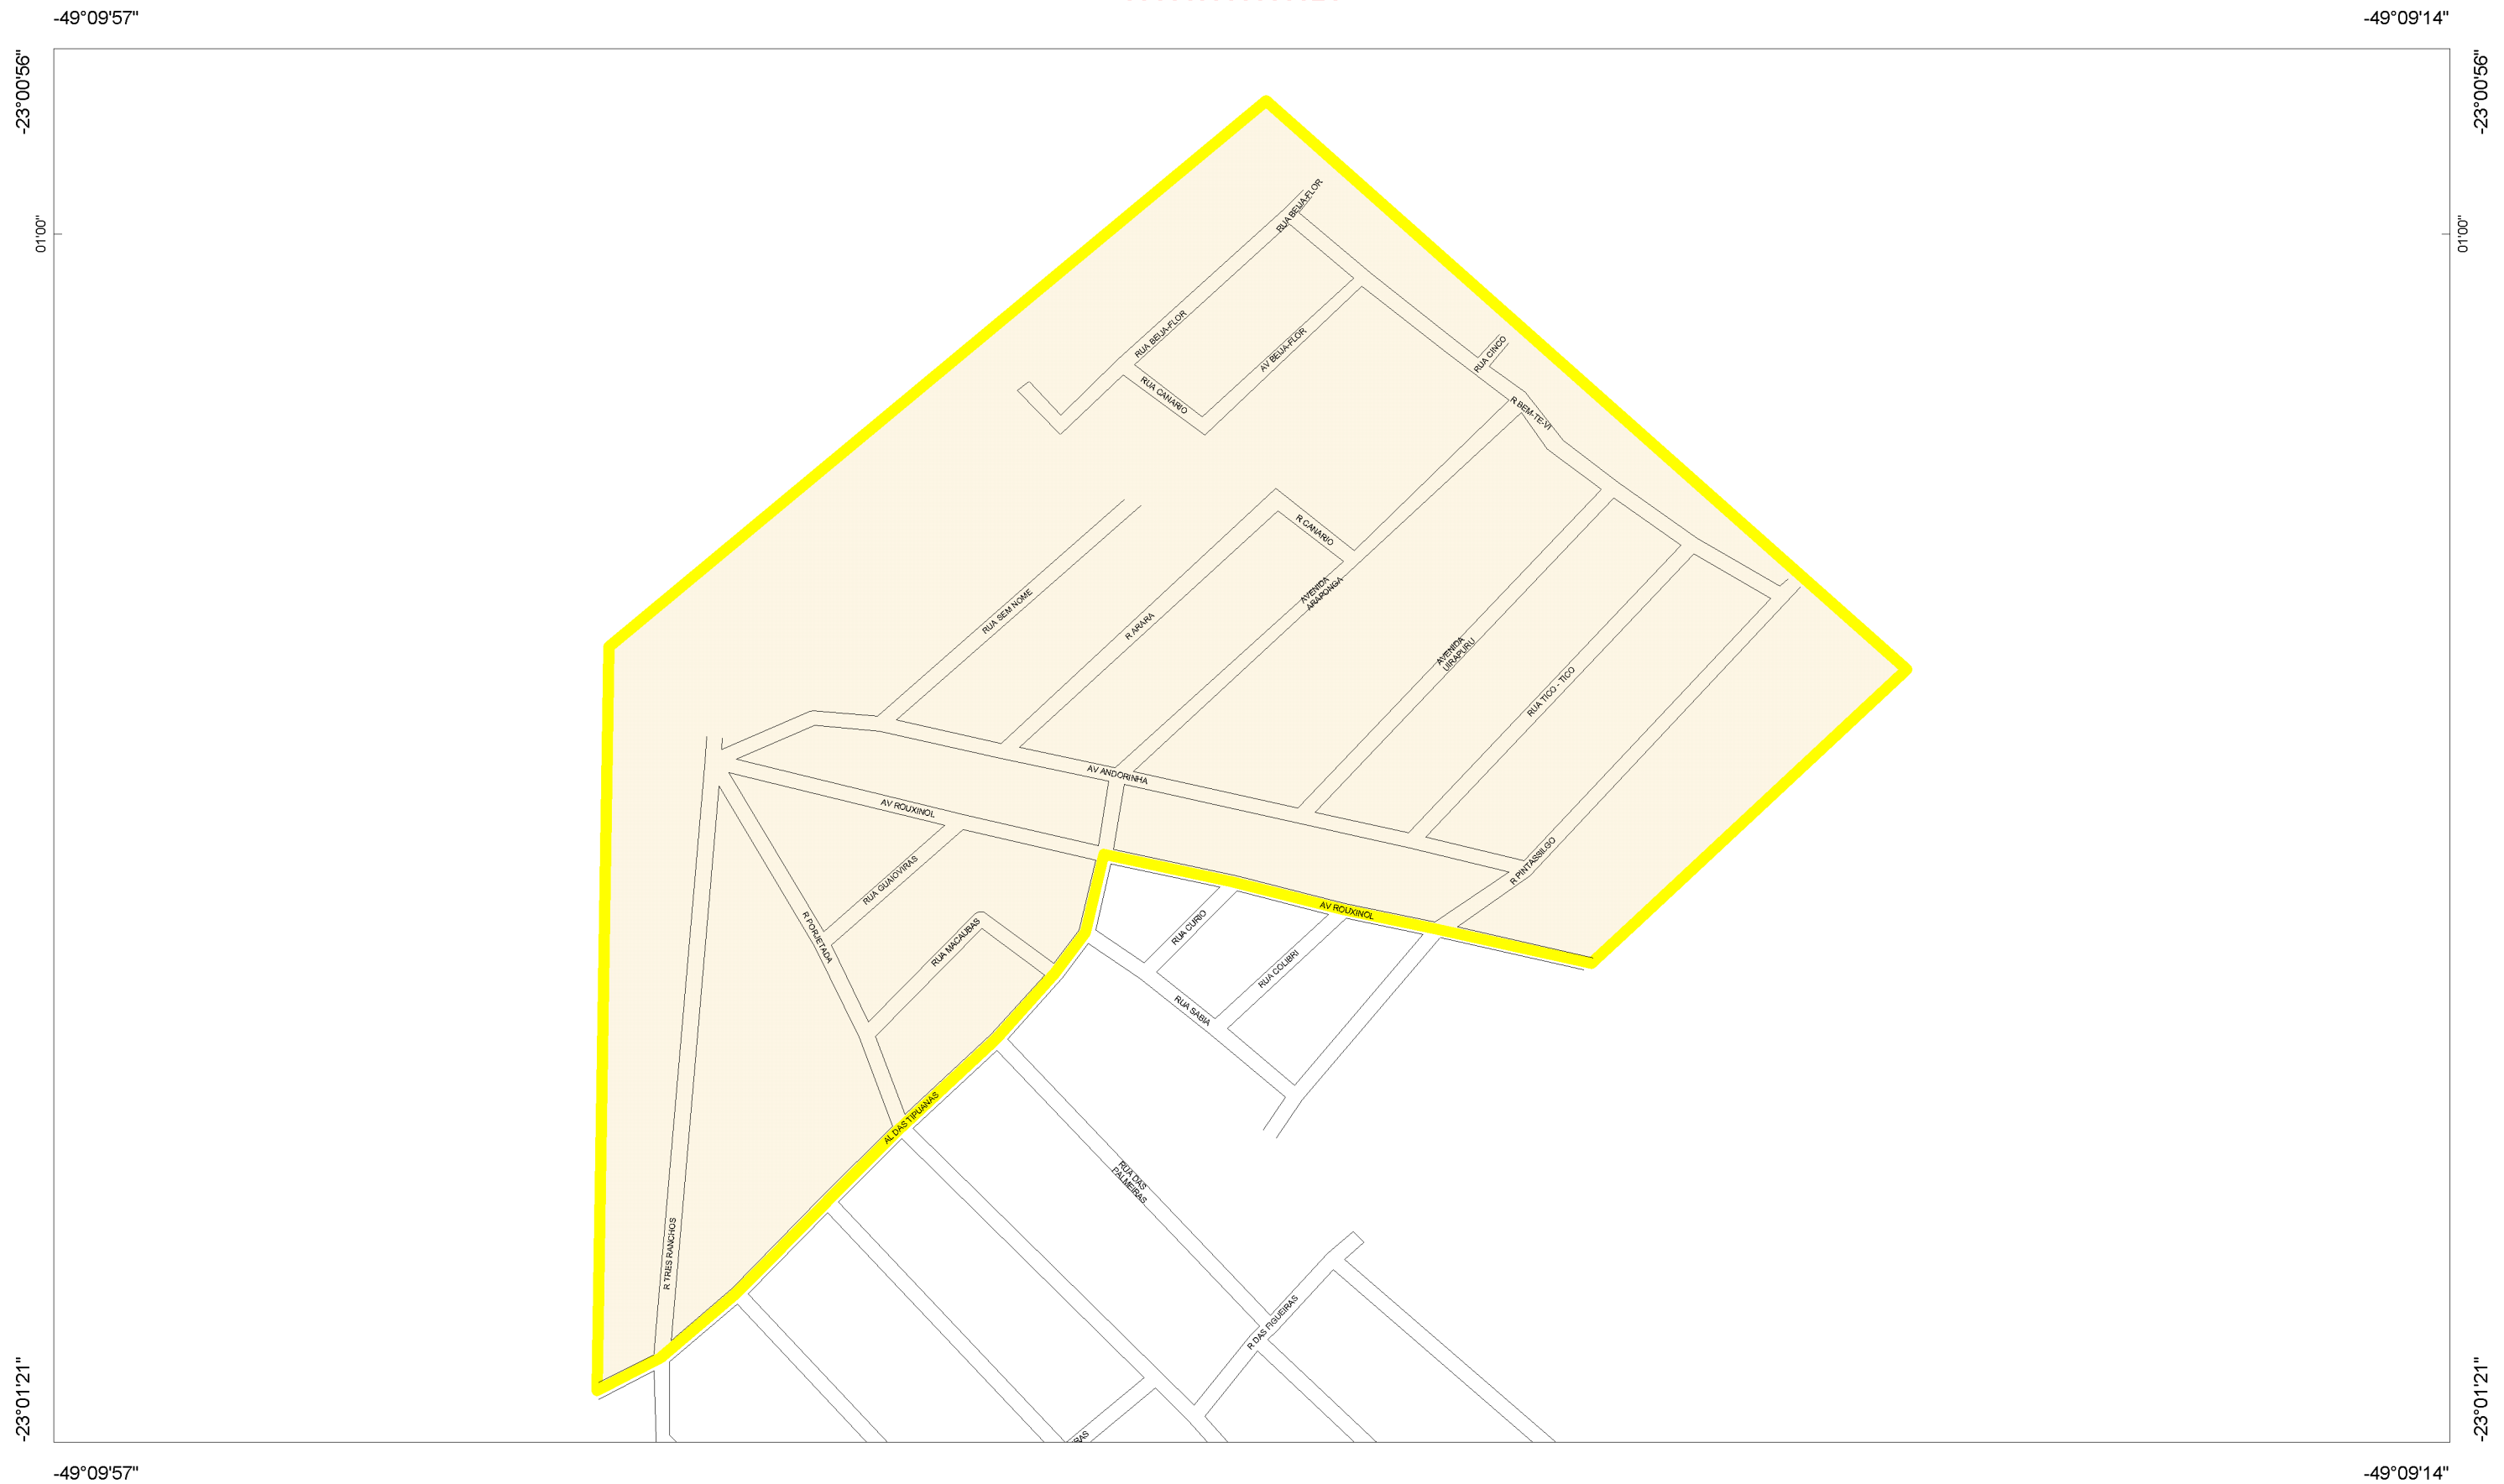 -49°09'57"
-49°09'14"
-23°00'56"
-23°00'56"
01'00"
01'00"
RUA BEIJA-FLOR
RUA BEIJA-FLOR
AV BEIJA-FLOR
RUA CINCO
RUA CANARIO
R BEM-TE-VI
R CANARIO
RUA SEM NOME
R ARARA
AVENIDA
ARAPONGA
AVENIDA
UIRAPURU
RUA TICO - TICO
AV ANDORINHA
AV ROUXINOL
R PINTASSILGO
RUA GUAIOVIRAS
AV ROUXINOL
R PORJETADA
RUA MACAUBAS
RUA CURIO
RUA COLIBRI
RUA SABIA
AL DAS TIPUANAS
RUA DAS
PALMEIRAS
R TRES RANCHOS
R DAS FIGUEIRAS
RAS
-23°01'21"
-23°01'21"
-49°09'57"
-49°09'14"